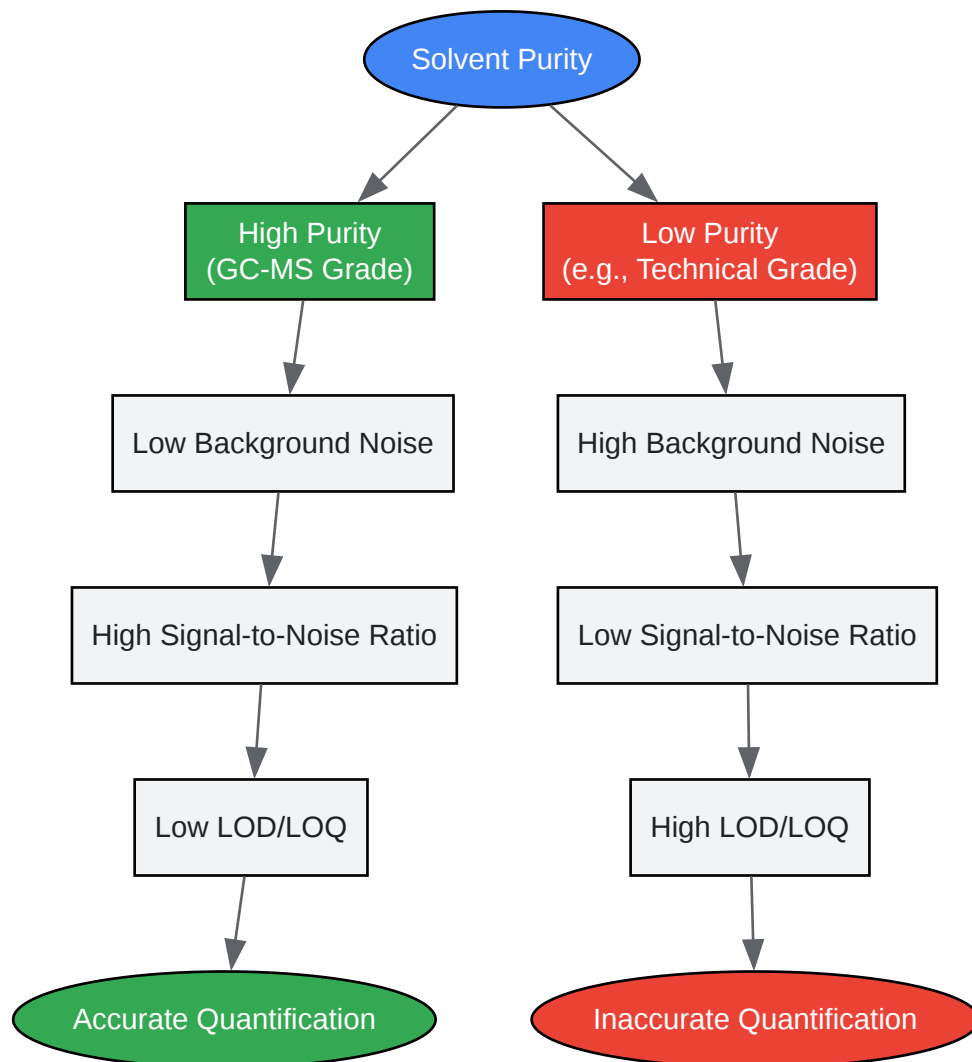 Solvent Purity
High Purity
(GC-MS Grade)
Low Purity
(e.g., Technical Grade)
Low Background Noise
High Background Noise
High Signal-to-Noise Ratio
Low Signal-to-Noise Ratio
Low LOD/LOQ
High LOD/LOQ
Accurate Quantification
Inaccurate Quantification